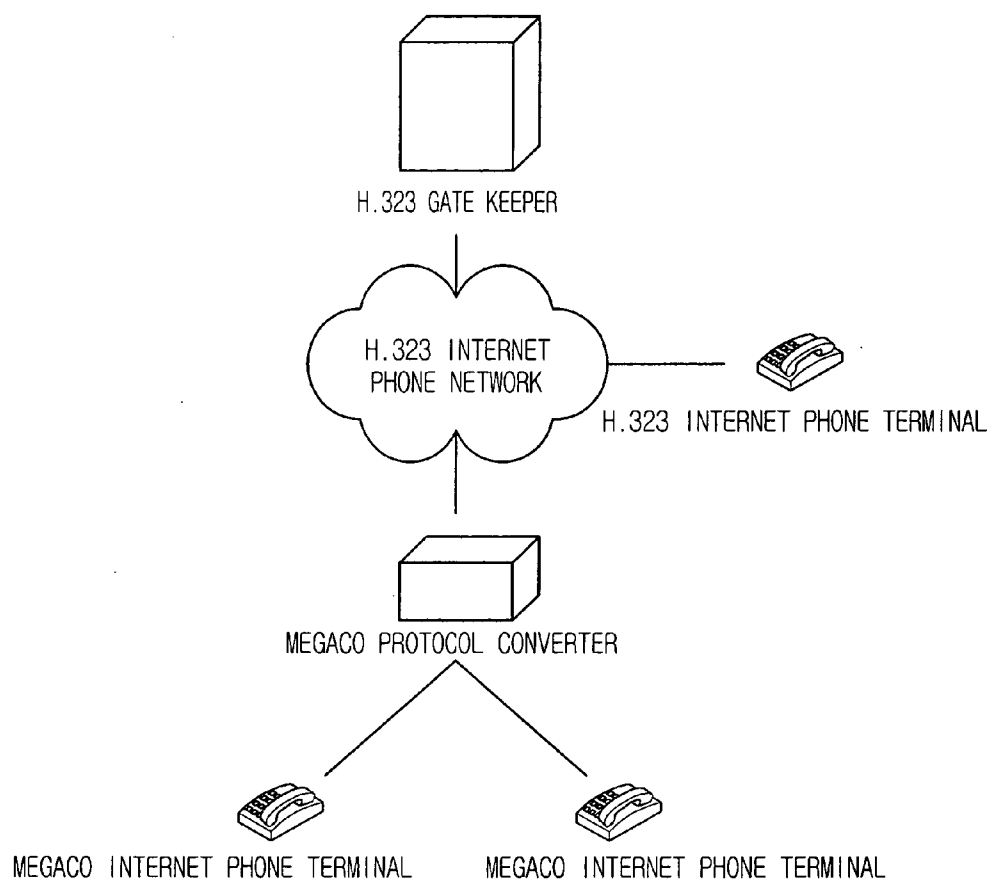 H.323 GATE KEEPER
H.323 INTERNET
PHONE NETWORK
H.323 INTERNET PHONE TERMINAL
MEGACO PROTOCOL CONVERTER
MEGACO INTERNET PHONE TERMINAL
MEGACO INTERNET PHONE TERMINAL